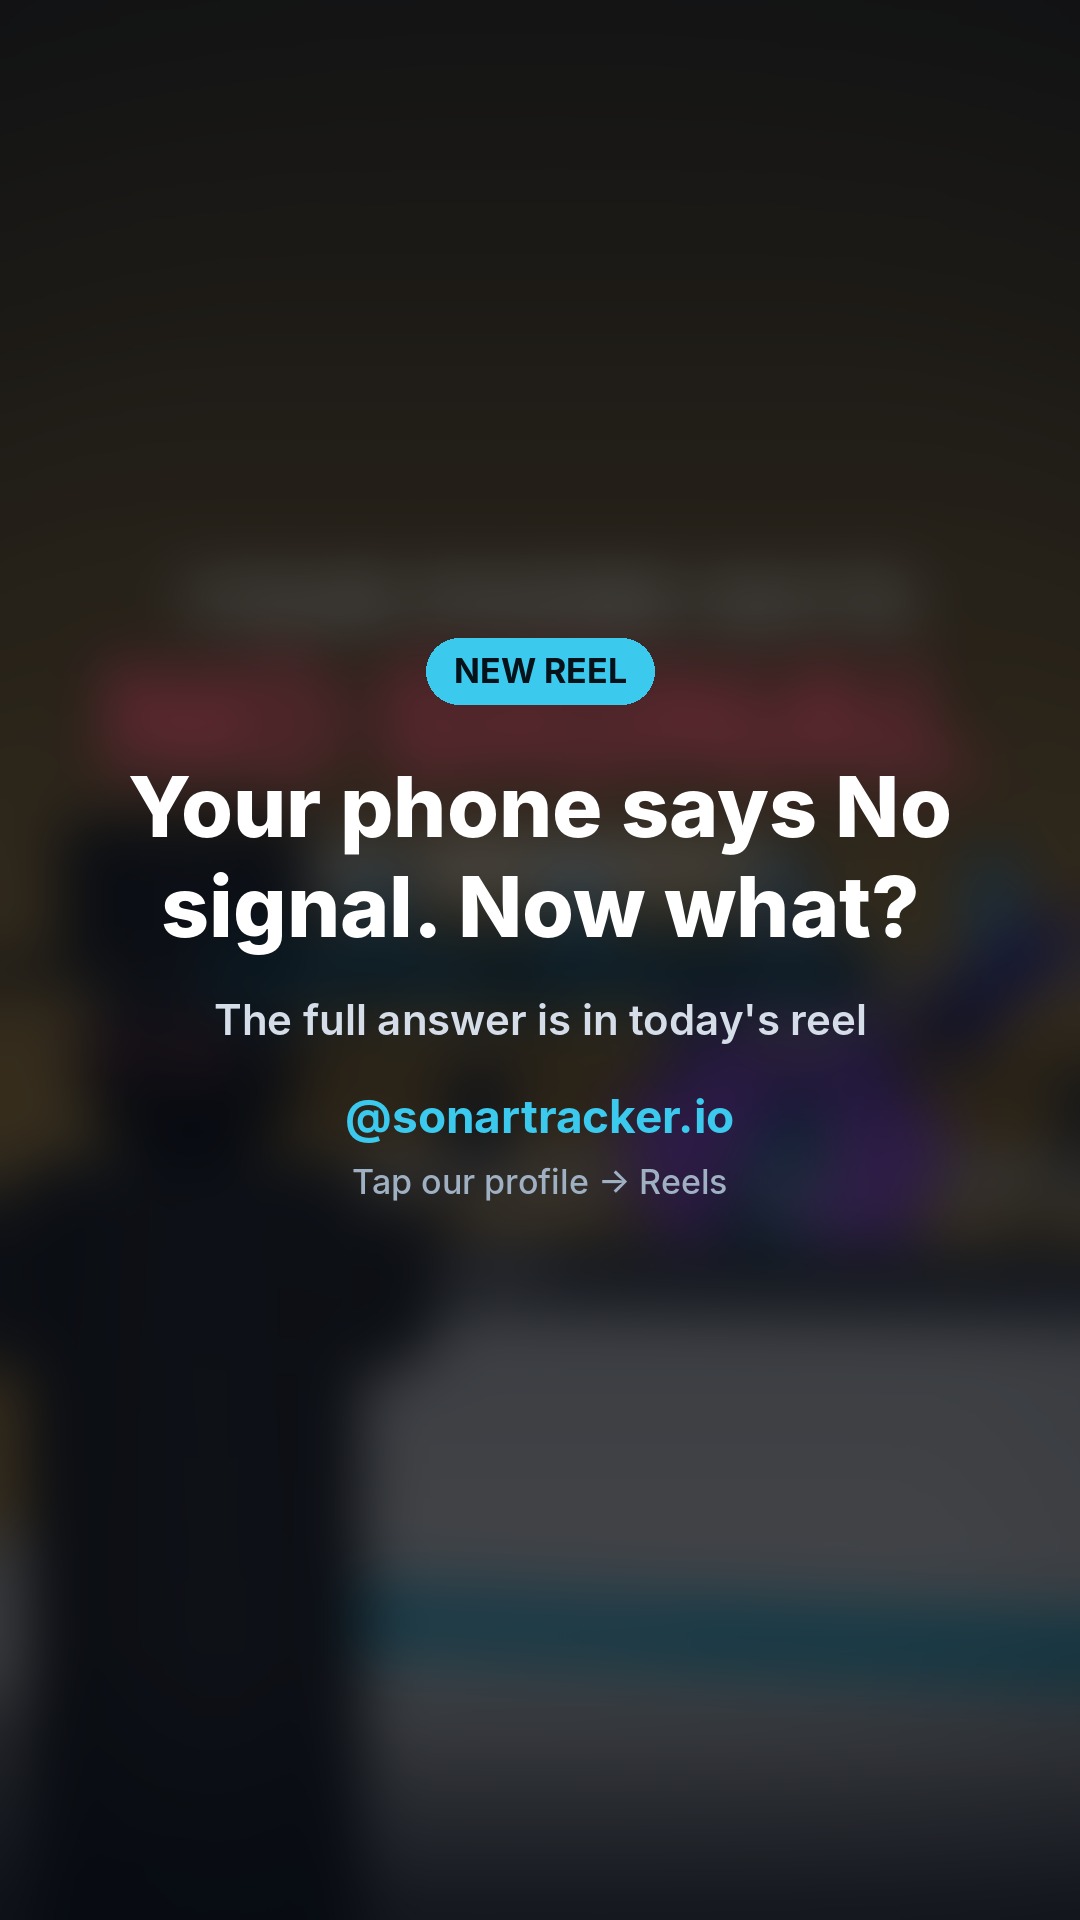 NEW REEL
Your phone says No
signal. Now what?
The full answer is in today's reel
@sonartracker.io
Tap our profile → Reels